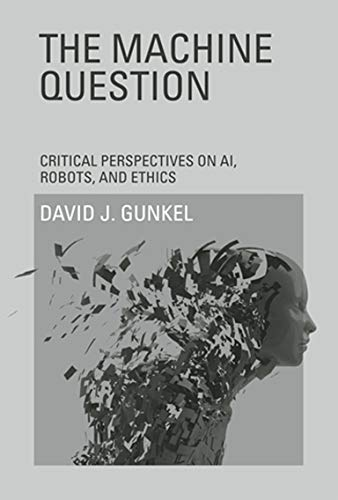 THE MACHINE
QUESTION
CRITICAL PERSPECTIVES ON AI,
ROBOTS, AND ETHICS
DAVID J. GUNKEL